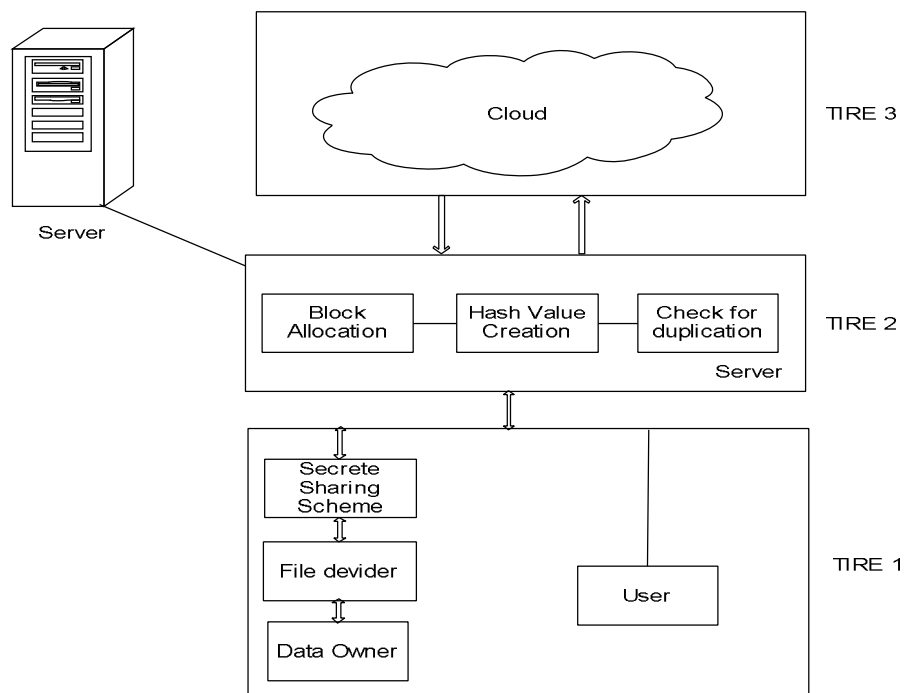 Cloud
TIRE 3
Server
Block
Allocation
Hash Value
Creation
Check for
duplication
TIRE 2
Server
Secrete
Sharing
Scheme
File devider
TIRE 1
User
Data Owner